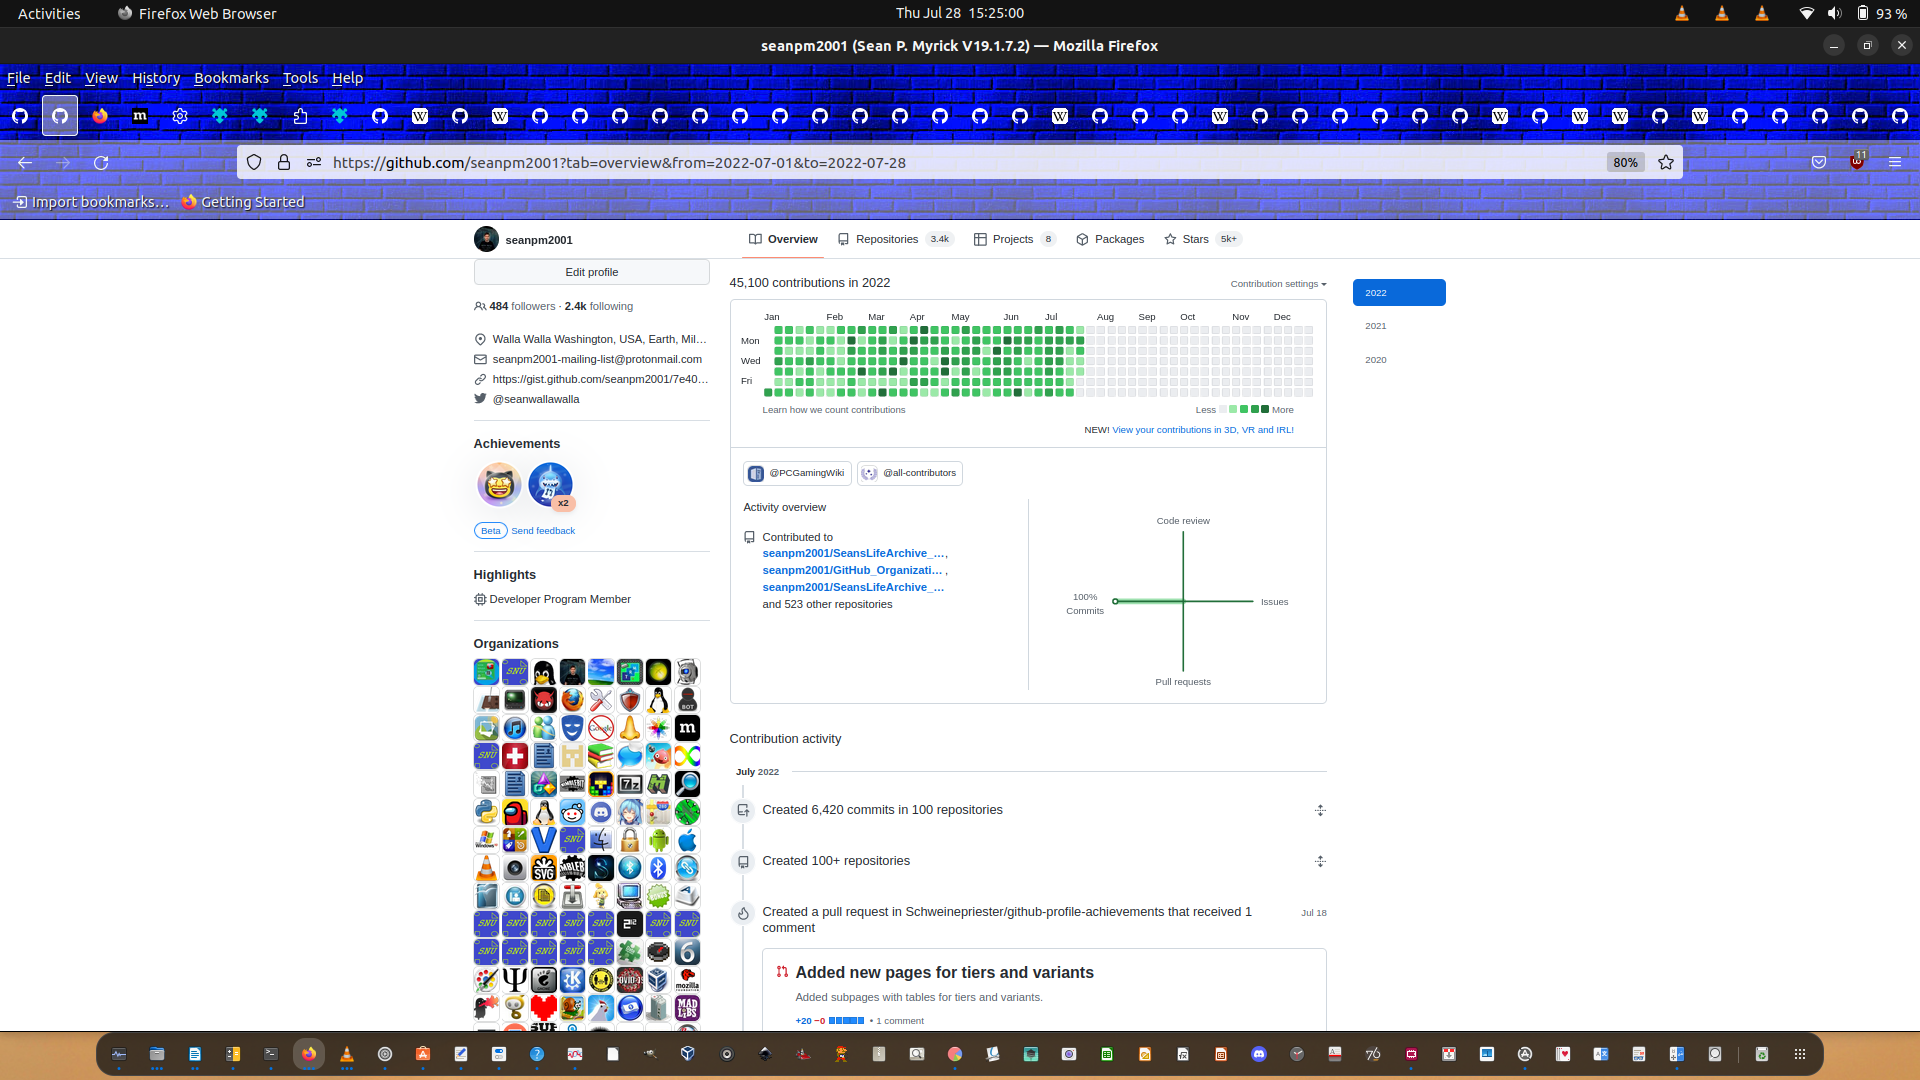 Activities
Firefox Web Browser
Thu Jul 28 15:25:00
93 %
seanpm2001 (Sean P. Myrick V19.1.7.2) — Mozilla Firefox
File Edit View History Bookmarks Tools Help
https://github.com/seanpm2001?tab=overview&from=2022-07-01&to=2022-07-28
80%
11
Import bookmarks…
Getting Started
seanpm2001
Overview
Repositories 3.4k
Projects 8
Packages
Stars 5k+
Edit profile
484 followers · 2.4k following
Walla Walla Washington, USA, Earth, Mil…
seanpm2001-mailing-list@protonmail.com
https://gist.github.com/seanpm2001/7e40…
@seanwallawalla
Achievements
x2
Beta Send feedback
Highlights
Developer Program Member
Organizations
45,100 contributions in 2022
Contribution settings
2022
2021
2020
Jan Feb Mar Apr May Jun Jul Aug Sep Oct Nov Dec
Mon
Wed
Fri
Learn how we count contributions
Less More
NEW! View your contributions in 3D, VR and IRL!
@PCGamingWiki
@all-contributors
Activity overview
Contributed to
seanpm2001/SeansLifeArchive_…,
seanpm2001/GitHub_Organizati… ,
seanpm2001/SeansLifeArchive_…
and 523 other repositories
Code review
100%
Commits
Issues
Pull requests
Contribution activity
July 2022
Created 6,420 commits in 100 repositories
Created 100+ repositories
Created a pull request in Schweinepriester/github-profile-achievements that received 1
comment
Jul 18
Added new pages for tiers and variants
Added subpages with tables for tiers and variants.
+20 −0 • 1 comment